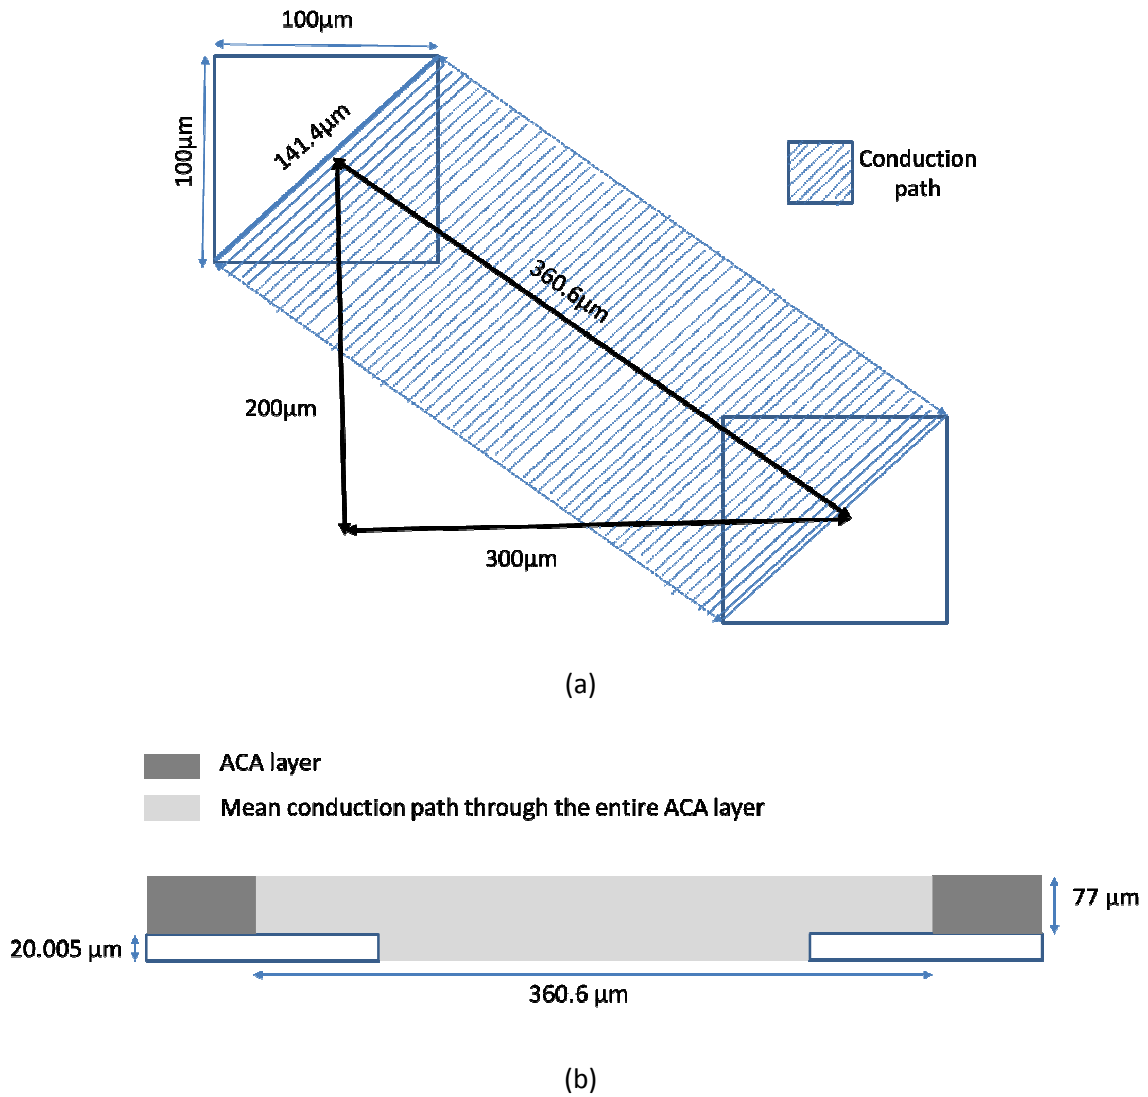 100µm
100µm
141.4µm
Conduction
path
360.6µm
200µm
300µm
(a)
ACA layer
Mean conduction path through the entire ACA layer
77 µm
20.005 µm
360.6 µm
(b)